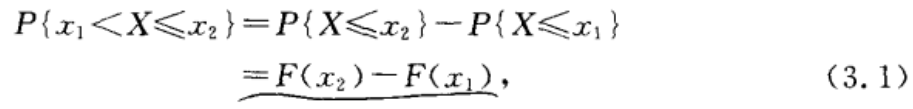 P{x₁<X⩽x₂}=P{X⩽x₂}−P{X⩽x₁}
=F(x₂)−F(x₁), (3.1)